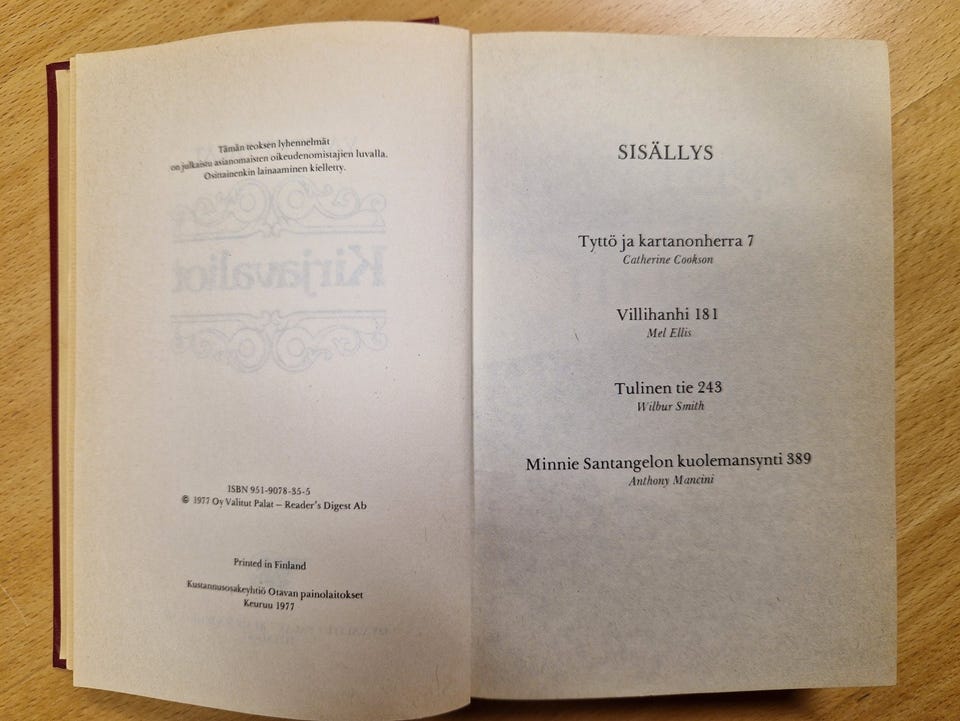 Tämän teoksen lyhennelmät
on julkaistu asianomaisten oikeudenomistajien luvalla.
Osittainenkin lainaaminen kielletty.
Kirjavaliot
ISBN 951-9078-35-5
© 1977 Oy Valitut Palat – Reader's Digest Ab
Printed in Finland
Kustannusosakeyhtiö Otavan painolaitokset
Keuruu 1977
SISÄLLYS
Tyttö ja kartanonherra 7
Catherine Cookson
Villihanhi 181
Mel Ellis
Tulinen tie 243
Wilbur Smith
Minnie Santangelon kuolemansynti 389
Anthony Mancini